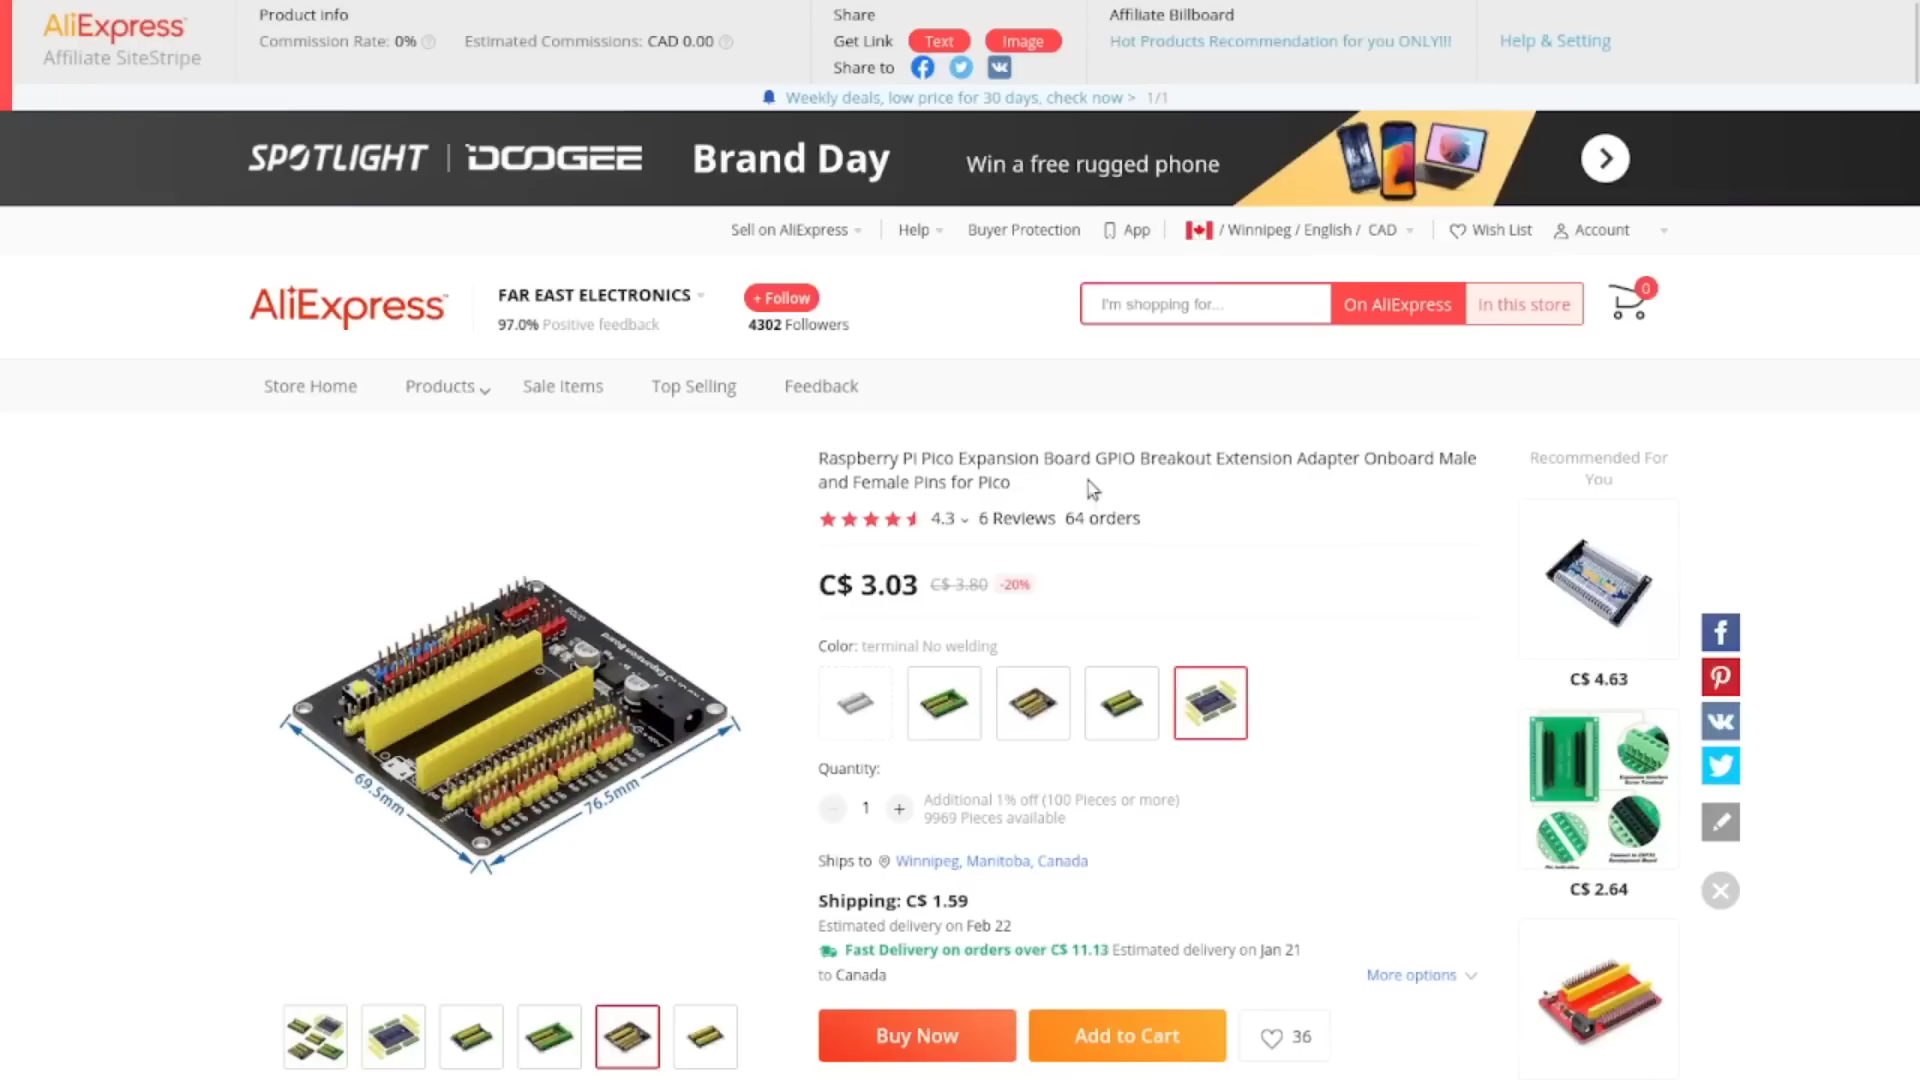 AliExpress
Affiliate SiteStripe
Product info
Commission Rate: 0%
Estimated Commissions: CAD 0.00
Share
Get Link Text Image
Share to
Affiliate Billboard
Hot Products Recommendation for you ONLY!!!
Help & Setting
Weekly deals, low price for 30 days, check now > 1/1
SPOTLIGHT | DOOGEE Brand Day Win a free rugged phone
Sell on AliExpress Help Buyer Protection App / Winnipeg / English / CAD Wish List Account
AliExpress
FAR EAST ELECTRONICS
97.0% Positive feedback
+ Follow
4302 Followers
I'm shopping for... On AliExpress In this store
0
Store Home Products Sale Items Top Selling Feedback
Raspberry Pi Pico Expansion Board GPIO Breakout Extension Adapter Onboard Male
and Female Pins for Pico
4.3 6 Reviews 64 orders
C$ 3.03 C$ 3.80 -20%
Color: terminal No welding
Quantity:
1 +
Additional 1% off (100 Pieces or more)
9969 Pieces available
Ships to Winnipeg, Manitoba, Canada
Shipping: C$ 1.59
Estimated delivery on Feb 22
Fast Delivery on orders over C$ 11.13 Estimated delivery on Jan 21
to Canada
More options
Buy Now Add to Cart 36
69.5mm
76.5mm
Recommended For
You
C$ 4.63
C$ 2.64